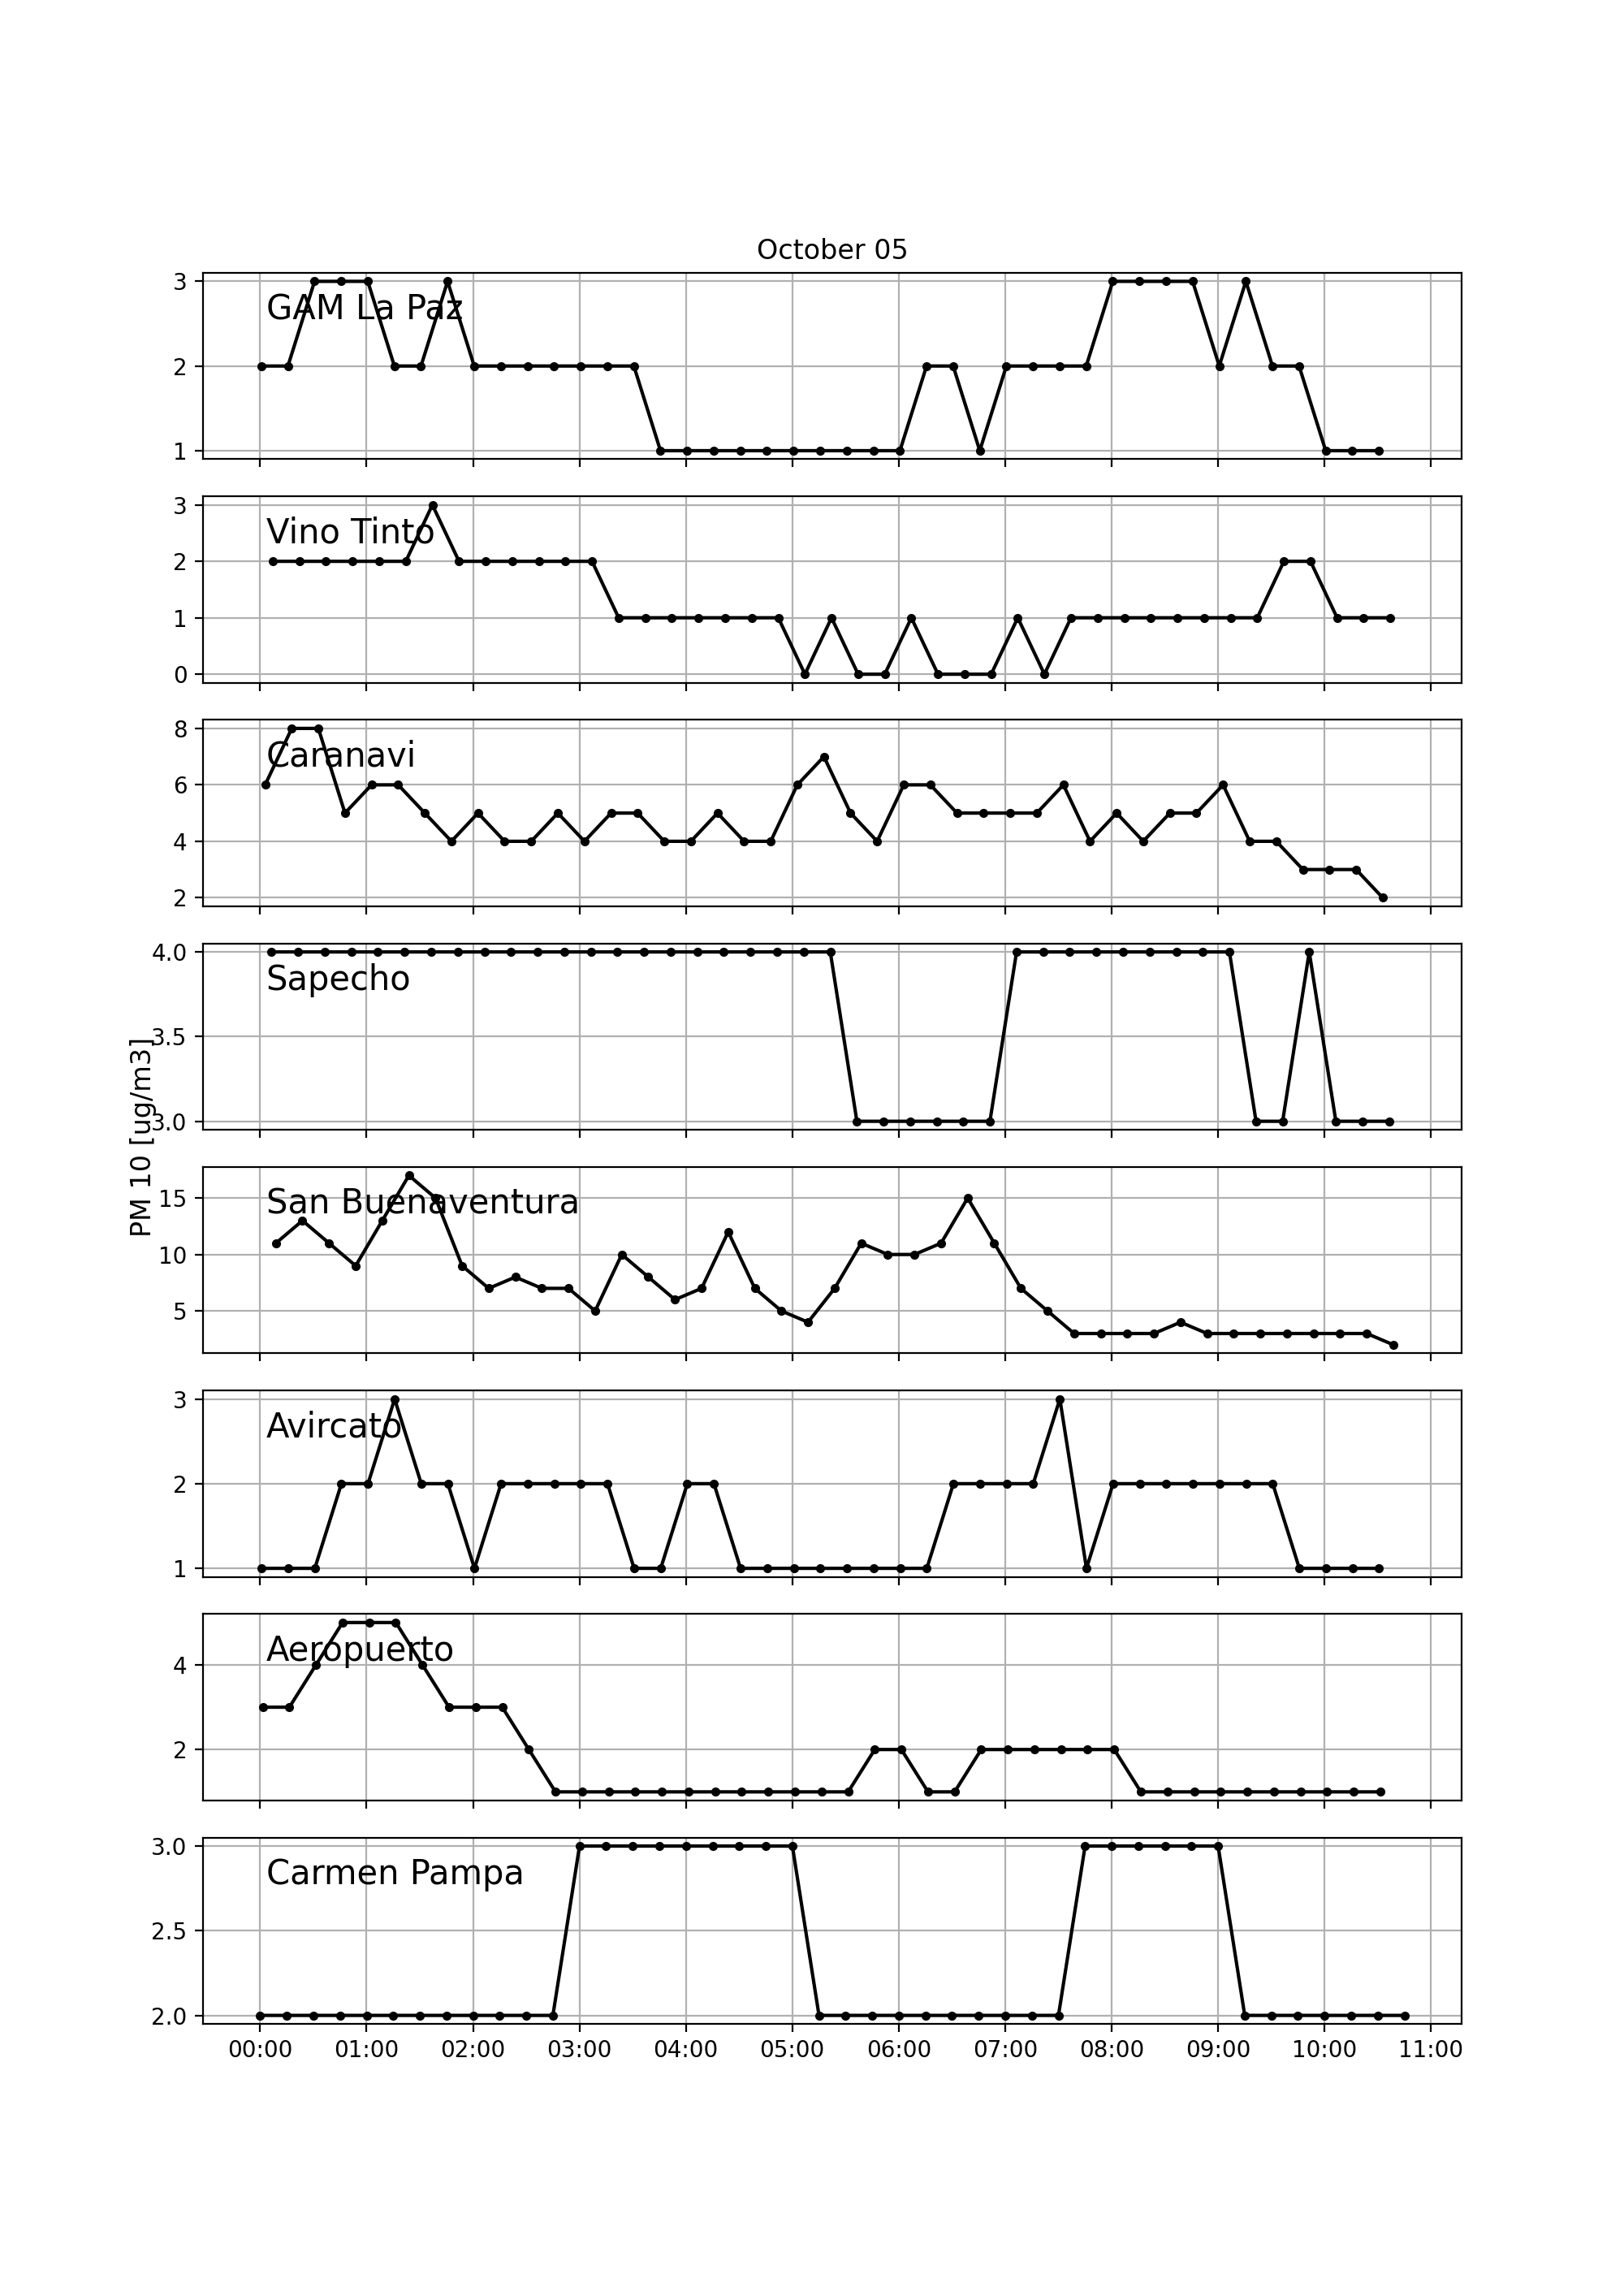 October 05
3
GAM La Paz
2
1
3
Vino Tinto
2
1
0
8
Caranavi
6
4
2
4.0
Sapecho
3.5
3.0
PM 10 [ug/m3]
San Buenaventura
15
10
5
3
Avircato
2
1
Aeropuerto
4
2
3.0
Carmen Pampa
2.5
2.0
00:00 01:00 02:00 03:00 04:00 05:00 06:00 07:00 08:00 09:00 10:00 11:00